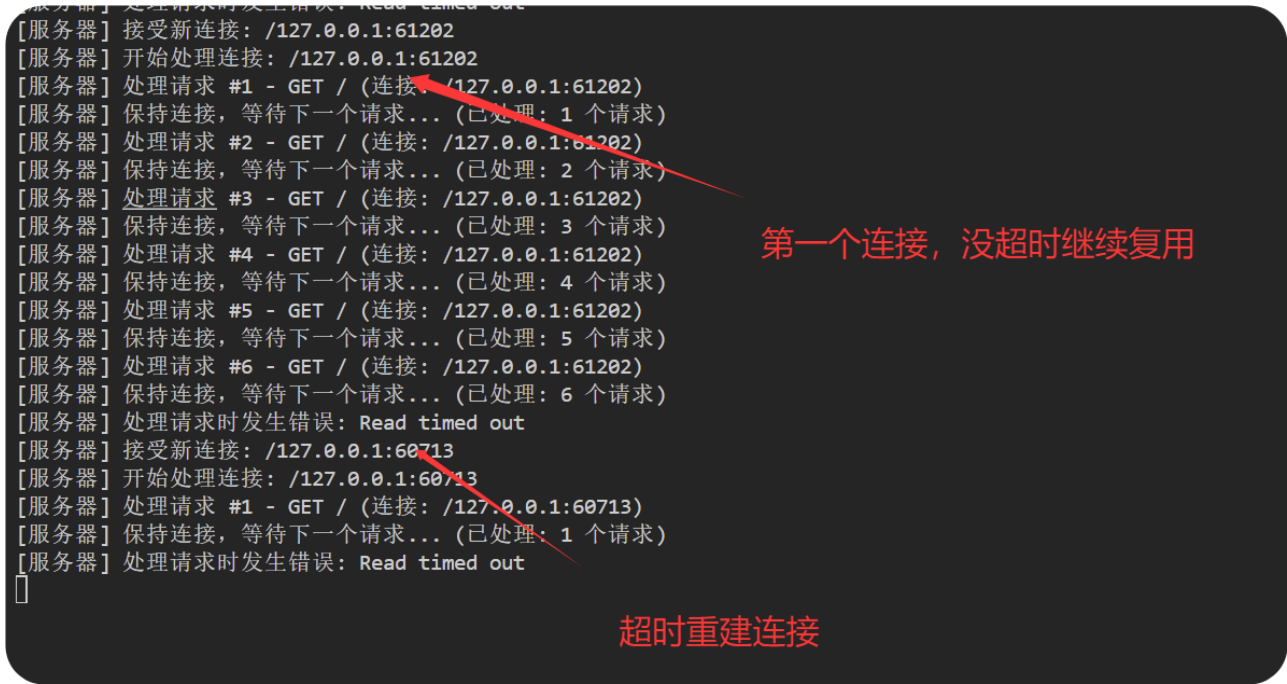 [服务器] 处理请求时发生错误: Read timed out
[服务器] 接受新连接: /127.0.0.1:61202
[服务器] 开始处理连接: /127.0.0.1:61202
[服务器] 处理请求 #1 - GET / (连接: /127.0.0.1:61202)
[服务器] 保持连接，等待下一个请求... (已处理: 1 个请求)
[服务器] 处理请求 #2 - GET / (连接: /127.0.0.1:61202)
[服务器] 保持连接，等待下一个请求... (已处理: 2 个请求)
[服务器] 处理请求 #3 - GET / (连接: /127.0.0.1:61202)
[服务器] 保持连接，等待下一个请求... (已处理: 3 个请求)
第一个连接，没超时继续复用
[服务器] 处理请求 #4 - GET / (连接: /127.0.0.1:61202)
[服务器] 保持连接，等待下一个请求... (已处理: 4 个请求)
[服务器] 处理请求 #5 - GET / (连接: /127.0.0.1:61202)
[服务器] 保持连接，等待下一个请求... (已处理: 5 个请求)
[服务器] 处理请求 #6 - GET / (连接: /127.0.0.1:61202)
[服务器] 保持连接，等待下一个请求... (已处理: 6 个请求)
[服务器] 处理请求时发生错误: Read timed out
[服务器] 接受新连接: /127.0.0.1:60713
[服务器] 开始处理连接: /127.0.0.1:60713
[服务器] 处理请求 #1 - GET / (连接: /127.0.0.1:60713)
[服务器] 保持连接，等待下一个请求... (已处理: 1 个请求)
[服务器] 处理请求时发生错误: Read timed out
超时重建连接